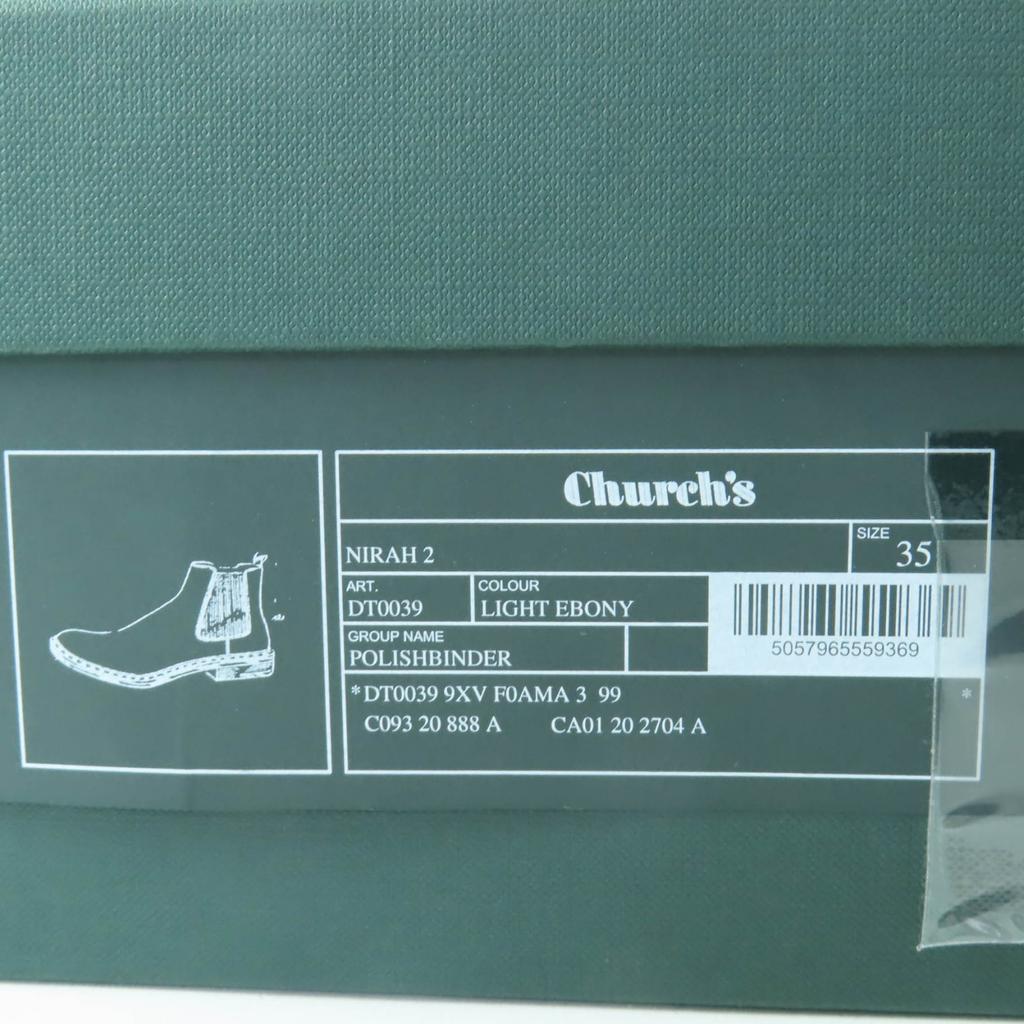 Church's
NIRAH 2
SIZE
35
ART.
DT0039
COLOUR
LIGHT EBONY
GROUP NAME
POLISHBINDER
5057965559369
*DT0039 9XV F0AMA 3 99 *
C093 20 888 A CA01 20 2704 A